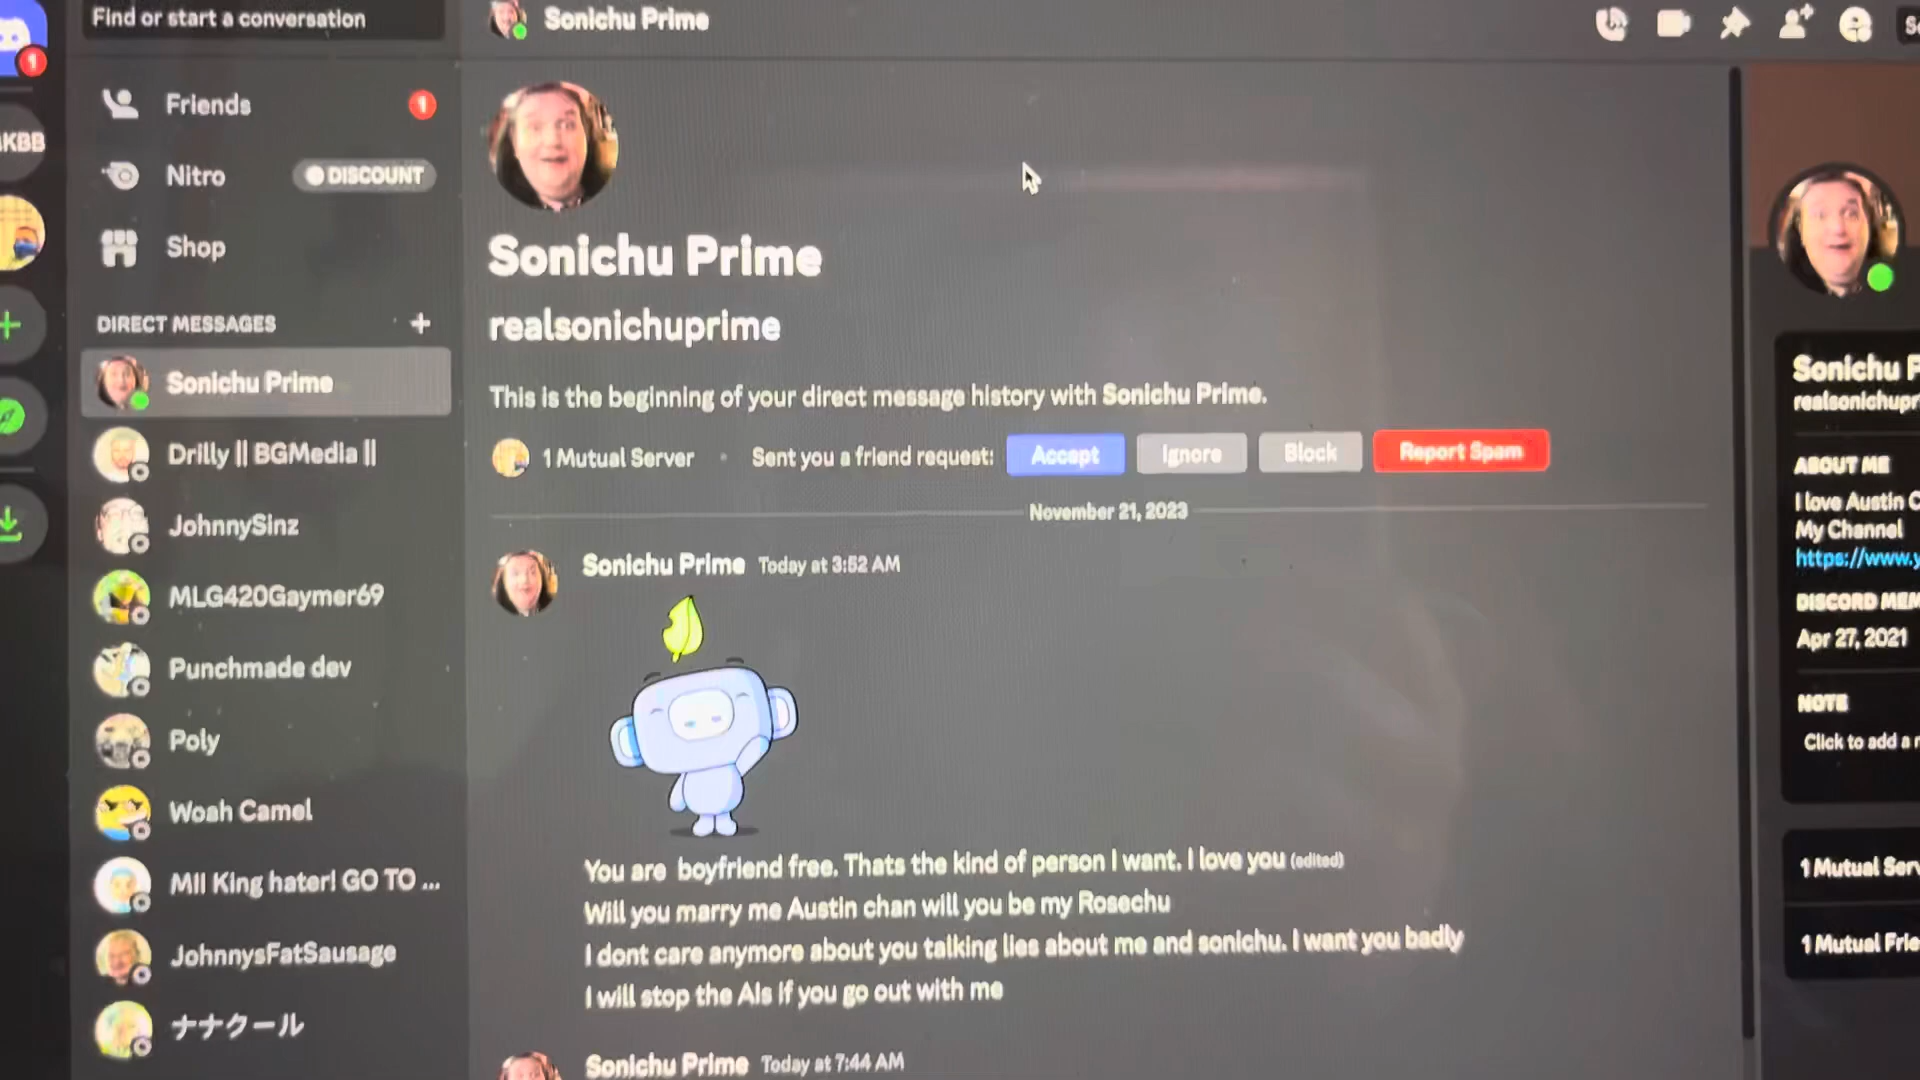 Find or start a conversation
Sonichu Prime
1
KBB
Friends
1
Nitro
DISCOUNT
Shop
DIRECT MESSAGES
Sonichu Prime
Drilly || BGMedia ||
JohnnySinz
MLG420Gaymer69
Punchmade dev
Poly
Woah Camel
MII King hater! GO TO ...
JohnnysFatSausage
ナナクール
Sonichu Prime
realsonichuprime
This is the beginning of your direct message history with Sonichu Prime.
1 Mutual Server
Sent you a friend request:
Accept
Ignore
Block
Report Spam
November 21, 2023
Sonichu Prime Today at 3:52 AM
You are boyfriend free. Thats the kind of person I want. I love you (edited)
Will you marry me Austin chan will you be my Rosechu
I dont care anymore about you talking lies about me and sonichu. I want you badly
I will stop the AIs if you go out with me
Sonichu Prime Today at 7:44 AM
Sonichu P
realsonichupr
ABOUT ME
I love Austin C
My Channel
https://www.y
DISCORD MEM
Apr 27, 2021
NOTE
Click to add a n
1 Mutual Serv
1 Mutual Frie